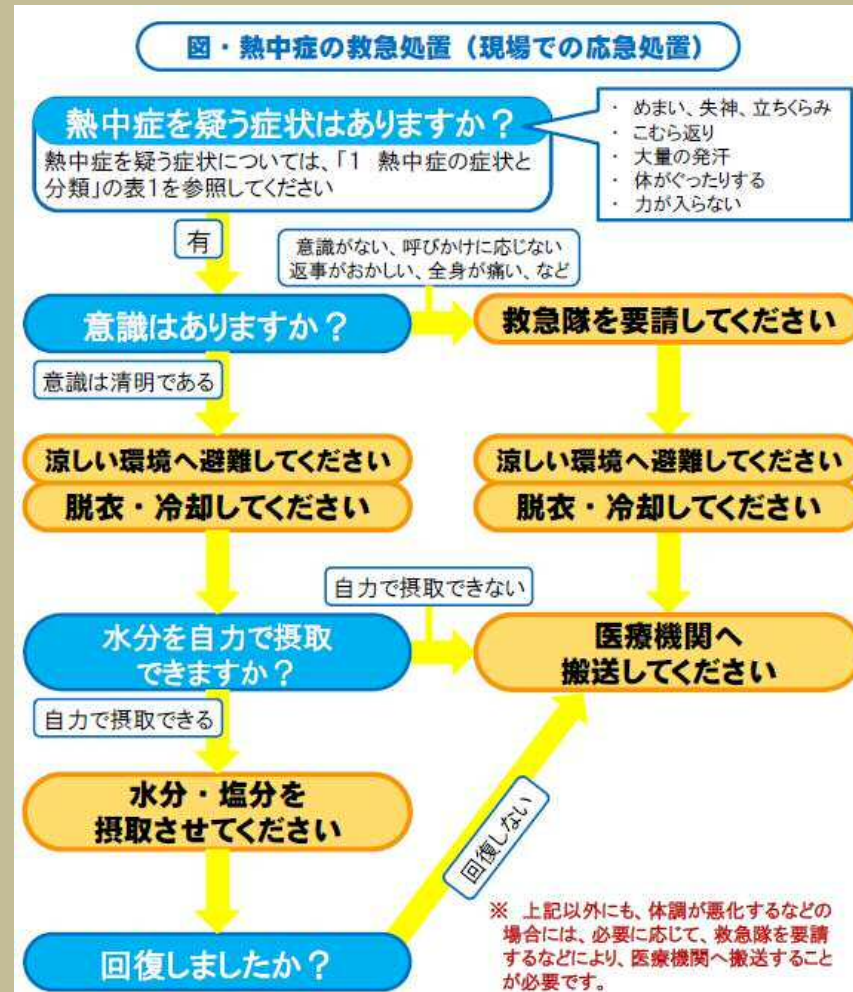 図・熱中症の救急処置（現場での応急処置）
熱中症を疑う症状はありますか？
熱中症を疑う症状については、「1　熱中症の症状と
分類」の表1を参照してください
・　めまい、失神、立ちくらみ
・　こむら返り
・　大量の発汗
・　体がぐったりする
・　力が入らない
有
意識がない、呼びかけに応じない
返事がおかしい、全身が痛い、など
意識はありますか？
救急隊を要請してください
意識は清明である
涼しい環境へ避難してください
脱衣・冷却してください
涼しい環境へ避難してください
脱衣・冷却してください
自力で摂取できない
水分を自力で摂取
できますか？
医療機関へ
搬送してください
自力で摂取できる
水分・塩分を
摂取させてください
回復しない
回復しましたか？
※　上記以外にも、体調が悪化するなどの
場合には、必要に応じて、救急隊を要請
するなどにより、医療機関へ搬送すること
が必要です。